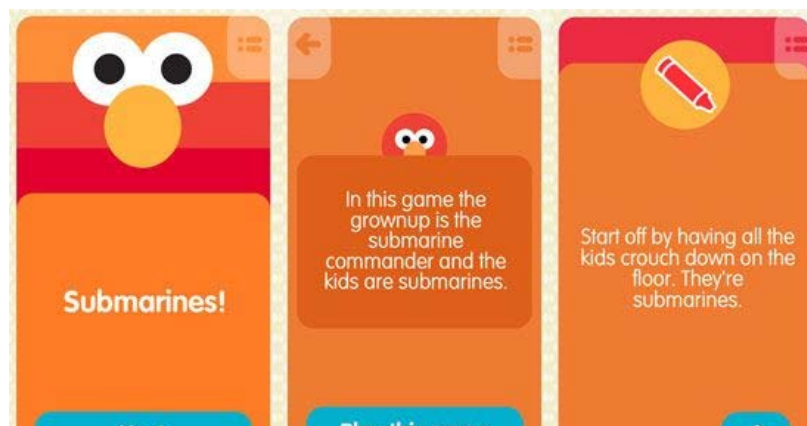 Submarines!
In this game the
grownup is the
submarine
commander and the
kids are submarines.
Start off by having all the
kids crouch down on the
floor. They're
submarines.